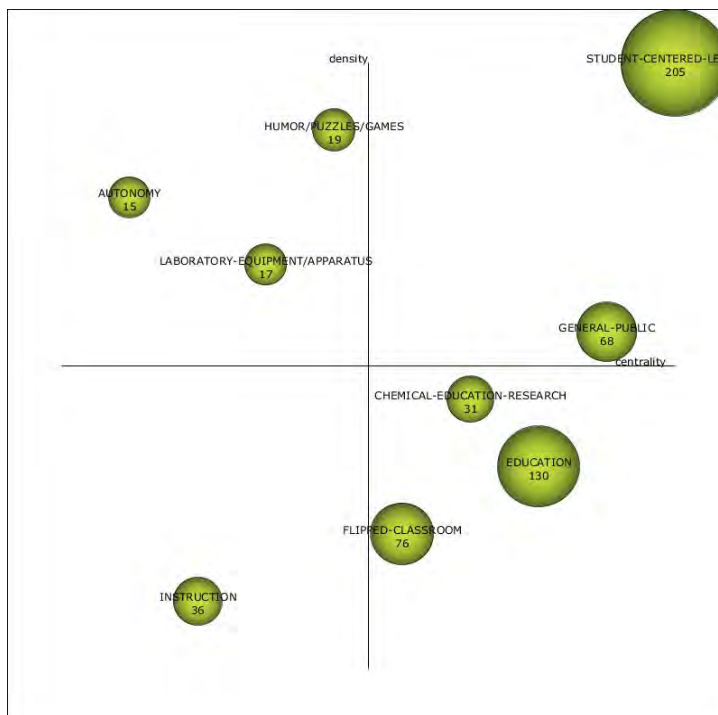 density
STUDENT-CENTERED-LE
205
HUMOR/PUZZLES/GAMES
19
AUTONOMY
15
LABORATORY-EQUIPMENT/APPARATUS
17
GENERAL-PUBLIC
68
centrality
CHEMICAL-EDUCATION-RESEARCH
31
EDUCATION
130
FLIPPED-CLASSROOM
76
INSTRUCTION
36